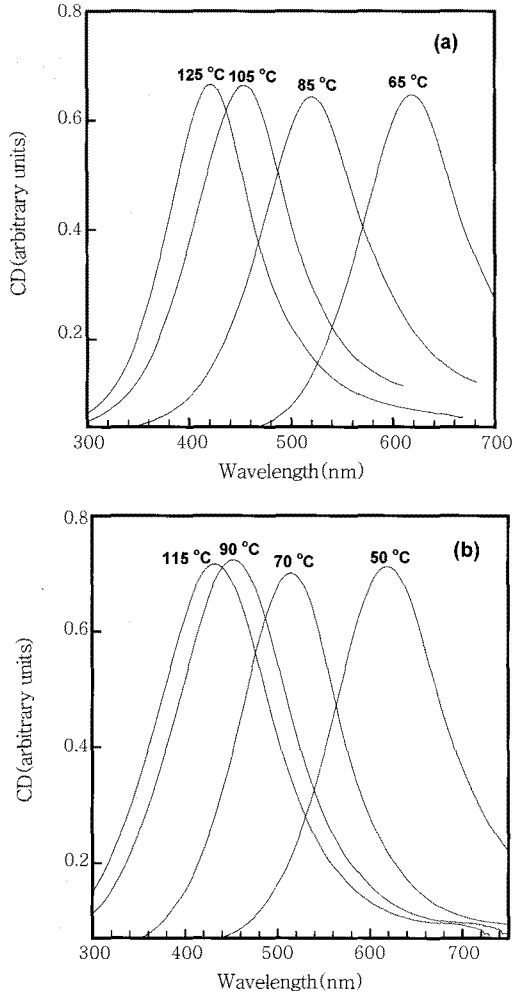 0.8
(a)
125 °C 105 °C 85 °C 65 °C
0.6
0.4
0.2
CD(arbitrary units)
300 400 500 600 700
Wavelength(nm)
0.8
(b)
115 °C 90 °C 70 °C 50 °C
0.6
0.4
0.2
CD(arbitrary units)
300 400 500 600 700
Wavelength(nm)